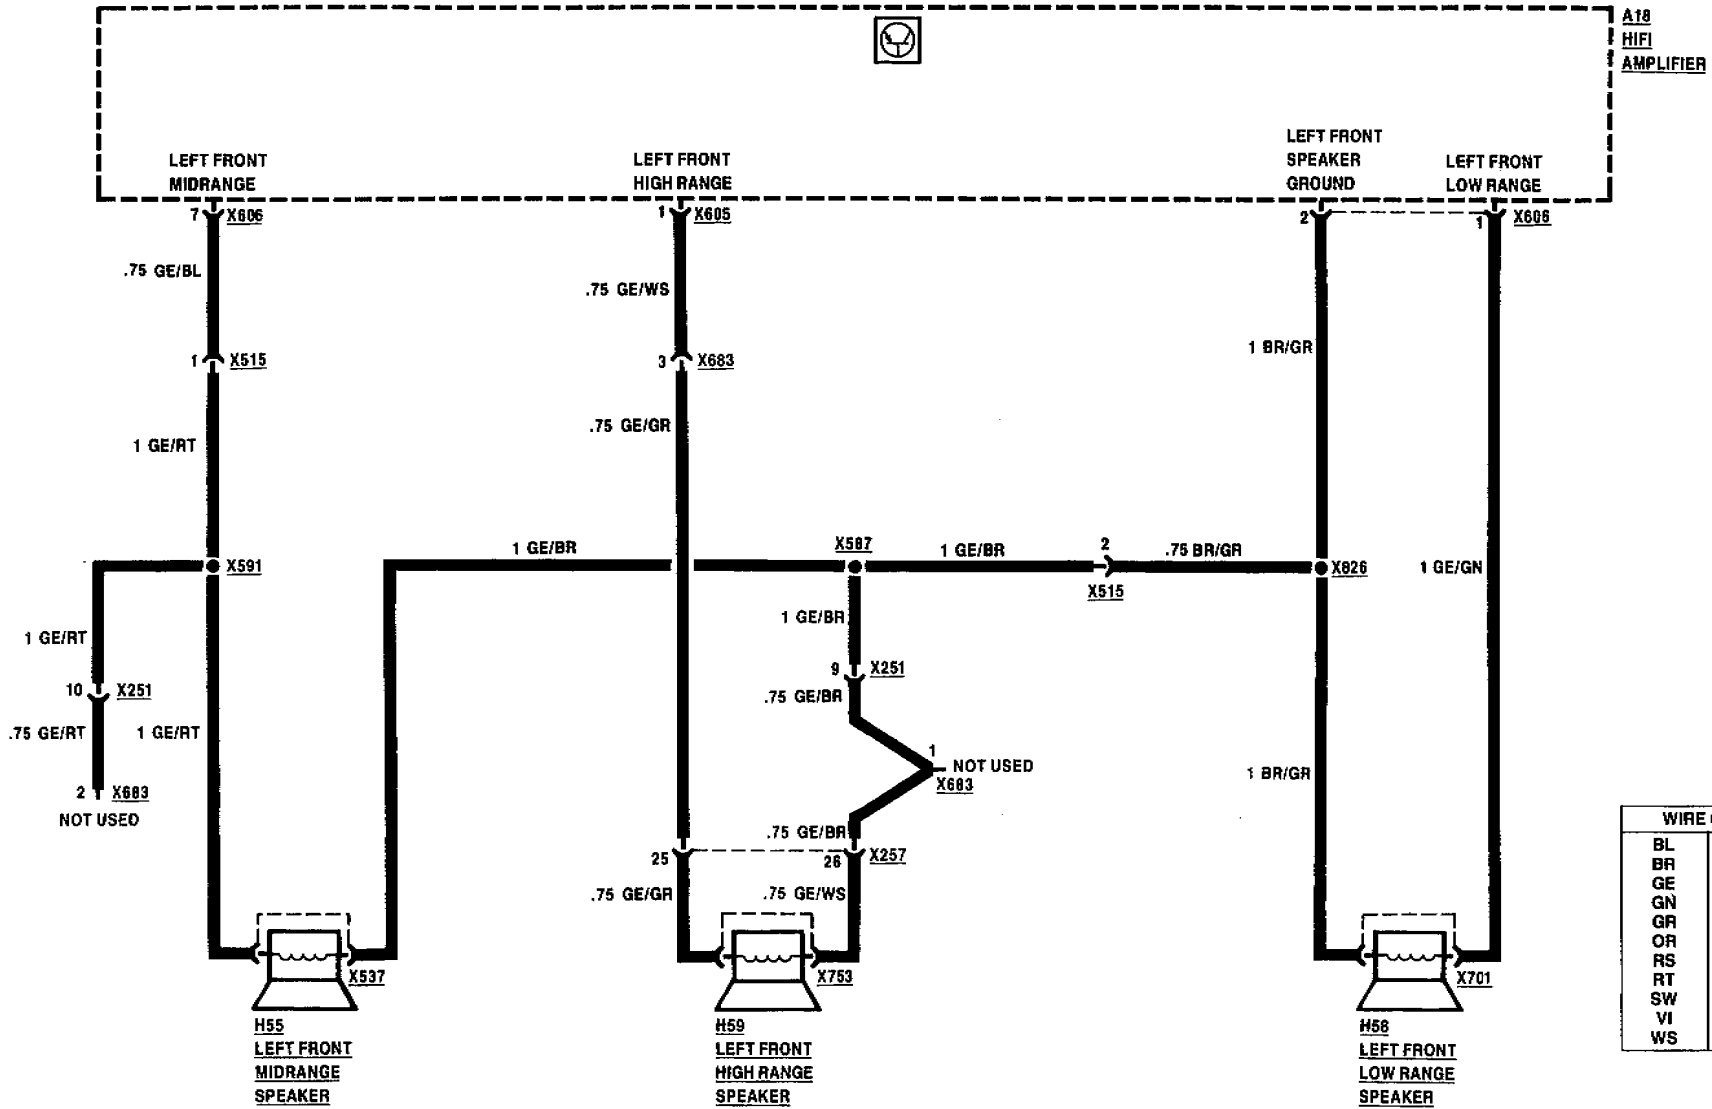 A18
HIFI
AMPLIFIER
LEFT FRONT
MIDRANGE
LEFT FRONT
HIGH RANGE
LEFT FRONT
SPEAKER
GROUND
LEFT FRONT
LOW RANGE
7 X606
1 X605
2
1 X606
.75 GE/BL
.75 GE/WS
1 BR/GR
1 X515
3 X683
1 GE/RT
.75 GE/GR
1 GE/BR
X587
1 GE/BR
2
.75 BR/GR
X591
X515
X826
1 GE/GN
1 GE/RT
1 GE/BR
10 X251
9 X251
.75 GE/BR
.75 GE/RT
1 GE/RT
1
NOT USED
X683
1 BR/GR
2 X683
NOT USED
.75 GE/BR
25
26 X257
.75 GE/GR
.75 GE/WS
X537
X753
X701
H55
LEFT FRONT
MIDRANGE
SPEAKER
H59
LEFT FRONT
HIGH RANGE
SPEAKER
H58
LEFT FRONT
LOW RANGE
SPEAKER
WIRE
BL
BR
GE
GN
GR
OR
RS
RT
SW
VI
WS